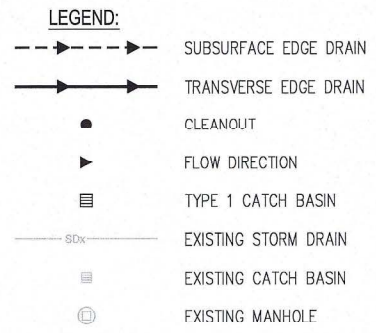 LEGEND:
SUBSURFACE EDGE DRAIN
TRANSVERSE EDGE DRAIN
CLEANOUT
FLOW DIRECTION
TYPE 1 CATCH BASIN
SDx EXISTING STORM DRAIN
EXISTING CATCH BASIN
EXISTING MANHOLE